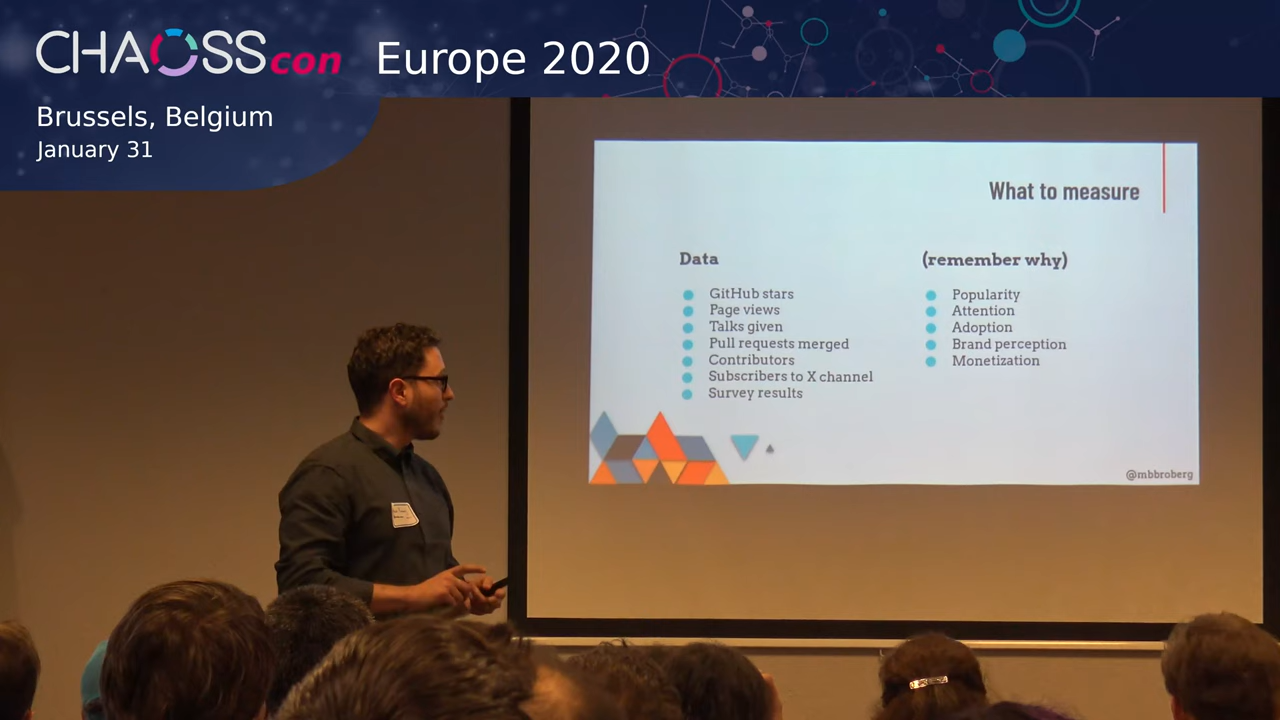 CHAOSScon Europe 2020
Brussels, Belgium
January 31
What to measure
Data
GitHub stars
Page views
Talks given
Pull requests merged
Contributors
Subscribers to X channel
Survey results
(remember why)
Popularity
Attention
Adoption
Brand perception
Monetization
@mbbroberg